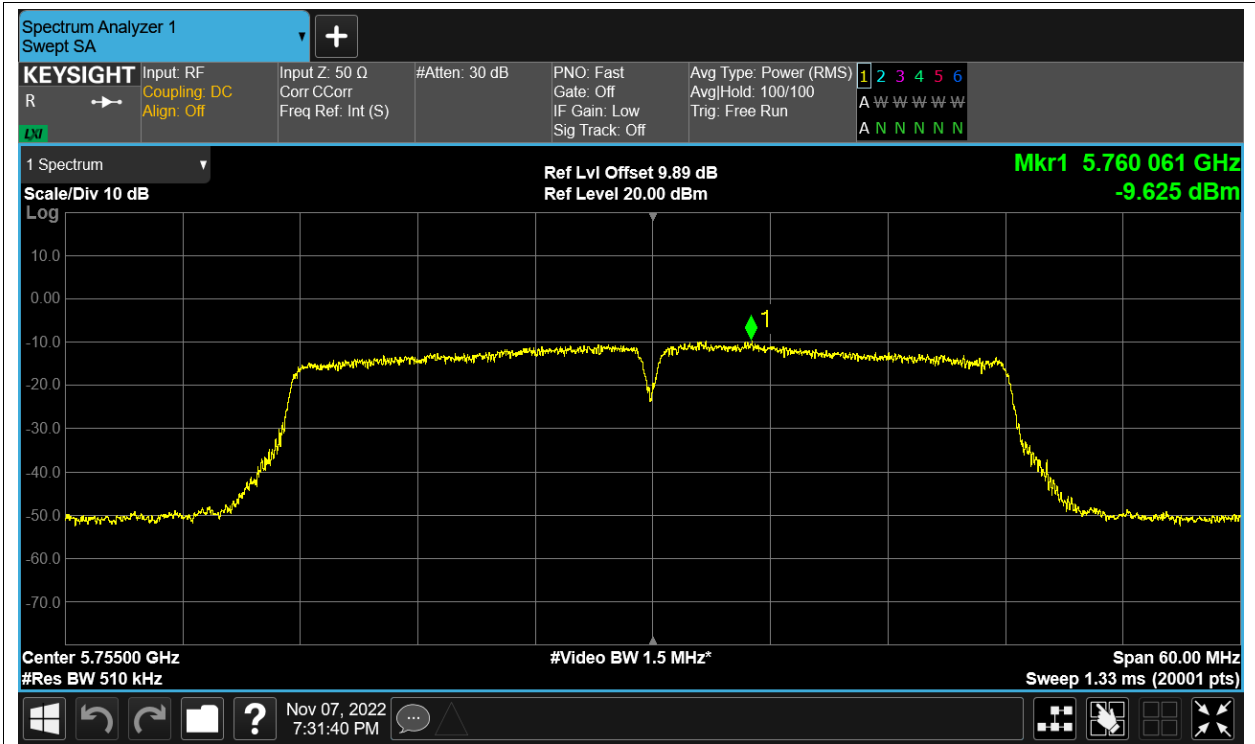 Spectrum Analyzer 1
Swept SA
KEYSIGHT
R
LXI
Input: RF
Coupling: DC
Align: Off
Input Z: 50 Ω
Corr CCorr
Freq Ref: Int (S)
#Atten: 30 dB
PNO: Fast
Gate: Off
IF Gain: Low
Sig Track: Off
Avg Type: Power (RMS)
Avg|Hold: 100/100
Trig: Free Run
1 2 3 4 5 6
A W W W W W
A N N N N N
1 Spectrum
Scale/Div 10 dB
Log
Ref Lvl Offset 9.89 dB
Ref Level 20.00 dBm
Mkr1 5.760 061 GHz
-9.625 dBm
10.0
0.00
-10.0
-20.0
-30.0
-40.0
-50.0
-60.0
-70.0
1
Center 5.75500 GHz
#Res BW 510 kHz
#Video BW 1.5 MHz*
Span 60.00 MHz
Sweep 1.33 ms (20001 pts)
?
Nov 07, 2022
7:31:40 PM